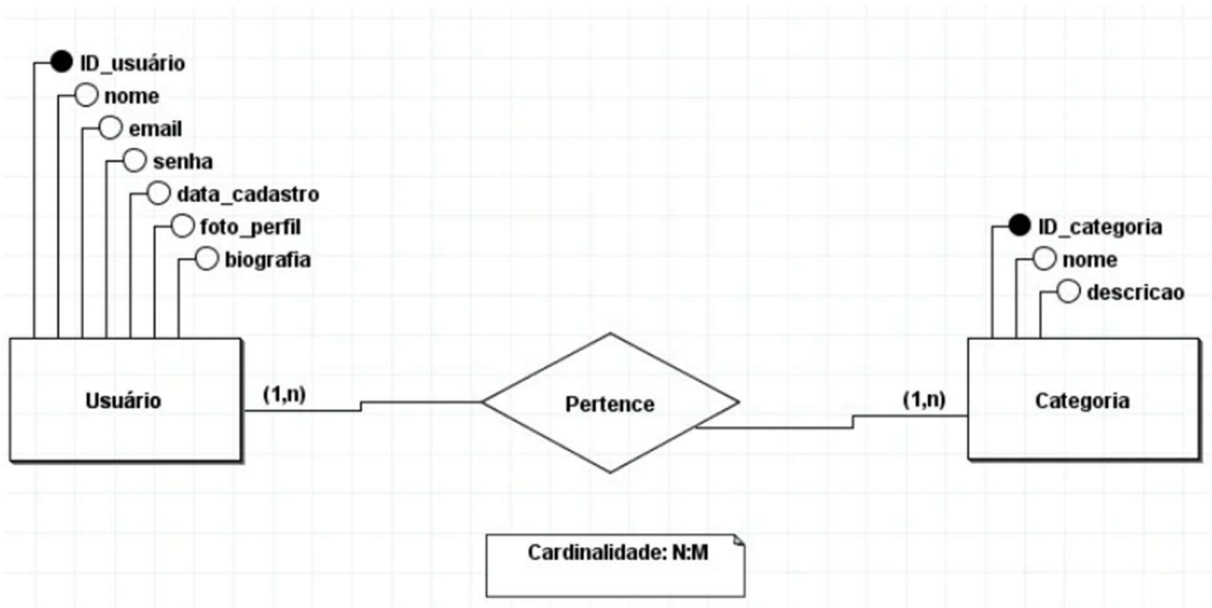 ID_usuário
nome
email
senha
data_cadastro
foto_perfil
biografia
ID_categoria
nome
descricao
Usuário
(1,n)
Pertence
(1,n)
Categoria
Cardinalidade: N:M